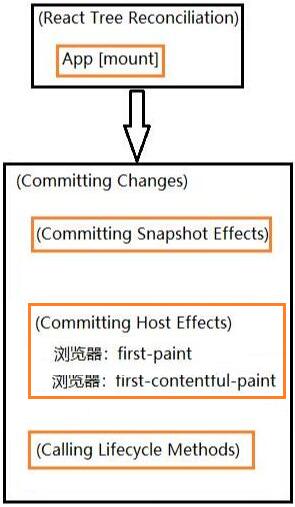 (React Tree Reconciliation)
App [mount]
(Committing Changes)
(Committing Snapshot Effects)
(Committing Host Effects)
浏览器：first-paint
浏览器：first-contentful-paint
(Calling Lifecycle Methods)